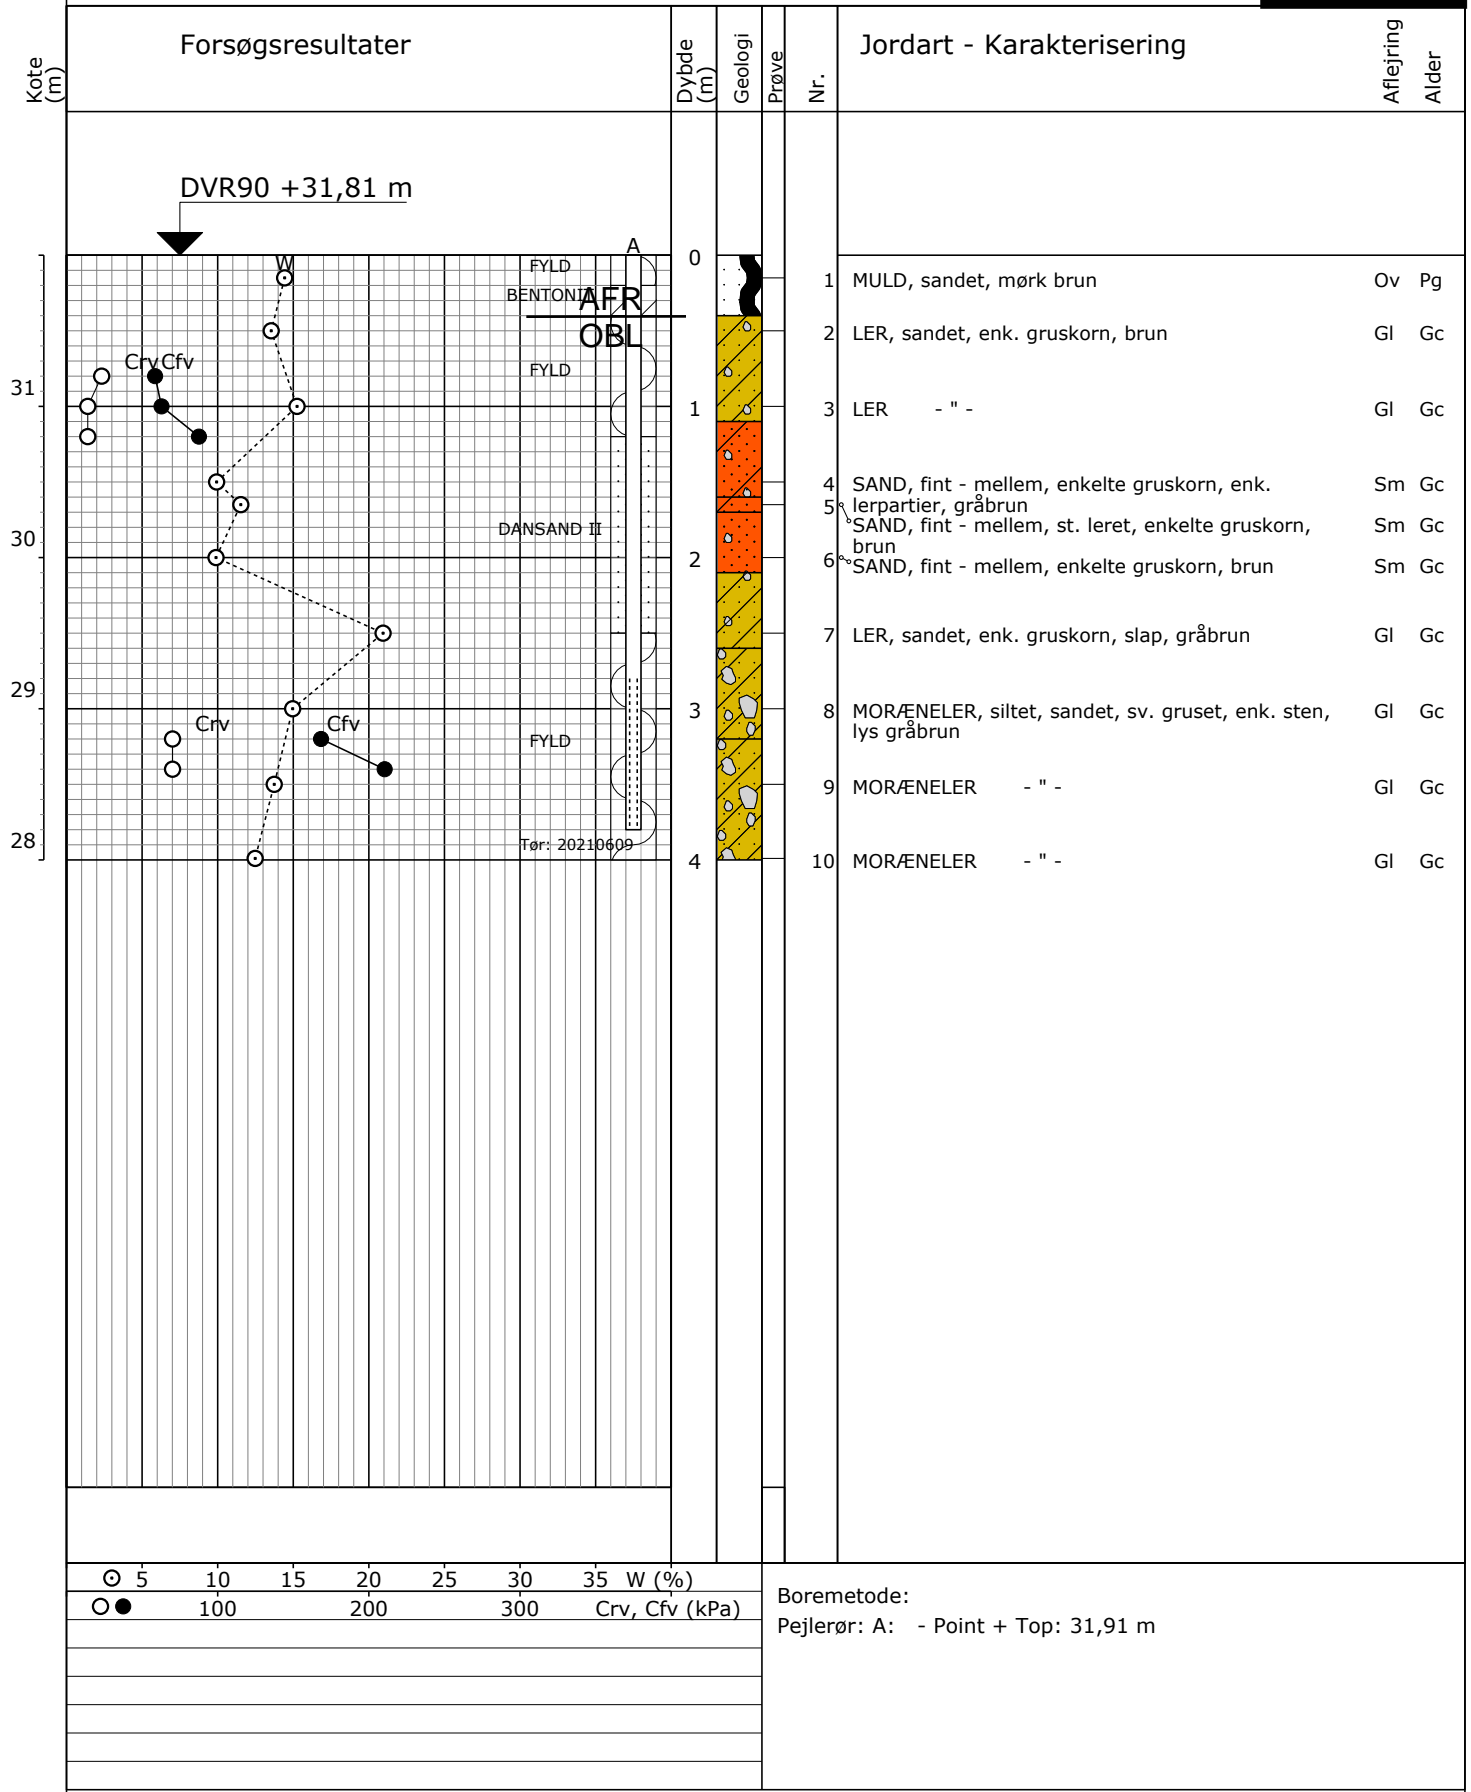 Forsøgsresultater
Kote (m)
Dybde (m)
Geologi
Prøve
Nr.
Jordart - Karakterisering
Aflejring
Alder
DVR90 +31,81 m
A
W
FYLD
0
1 MULD, sandet, mørk brun Ov Pg
BENTONIT
AFR
OBL
2 LER, sandet, enk. gruskorn, brun Gl Gc
Crv Cfv
FYLD
31
1
3 LER - " - Gl Gc
4 SAND, fint - mellem, enkelte gruskorn, enk. Sm Gc
lerpartier, gråbrun
5 SAND, fint - mellem, st. leret, enkelte gruskorn, Sm Gc
brun
DANSAND II
30
2
6 SAND, fint - mellem, enkelte gruskorn, brun Sm Gc
7 LER, sandet, enk. gruskorn, slap, gråbrun Gl Gc
29
3
8 MORÆNELER, siltet, sandet, sv. gruset, enk. sten, Gl Gc
lys gråbrun
Crv Cfv
FYLD
9 MORÆNELER - " - Gl Gc
28
Tør: 20210609
4
10 MORÆNELER - " - Gl Gc
5 10 15 20 25 30 35 W (%)
100 200 300 Crv, Cfv (kPa)
Boremetode:
Pejlerør: A: - Point + Top: 31,91 m